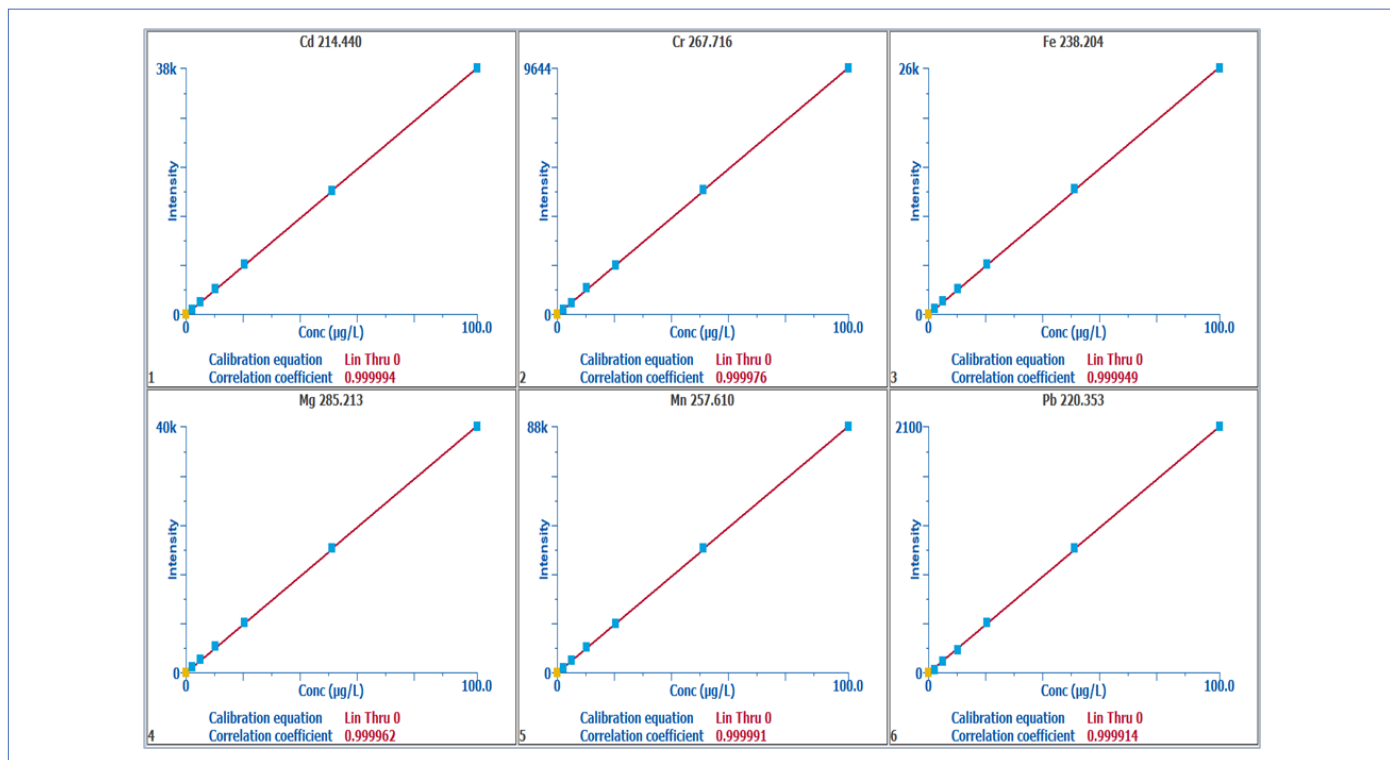 Cd 214.440
38k
Intensity
0
0
Conc (µg/L)
100.0
Calibration equation Lin Thru 0
1
Correlation coefficient 0.999994
Cr 267.716
9644
Intensity
0
0
Conc (µg/L)
100.0
Calibration equation Lin Thru 0
2
Correlation coefficient 0.999976
Fe 238.204
26k
Intensity
0
0
Conc (µg/L)
100.0
Calibration equation Lin Thru 0
3
Correlation coefficient 0.999949
Mg 285.213
40k
Intensity
0
0
Conc (µg/L)
100.0
Calibration equation Lin Thru 0
4
Correlation coefficient 0.999962
Mn 257.610
88k
Intensity
0
0
Conc (µg/L)
100.0
Calibration equation Lin Thru 0
5
Correlation coefficient 0.999991
Pb 220.353
2100
Intensity
0
0
Conc (µg/L)
100.0
Calibration equation Lin Thru 0
6
Correlation coefficient 0.999914